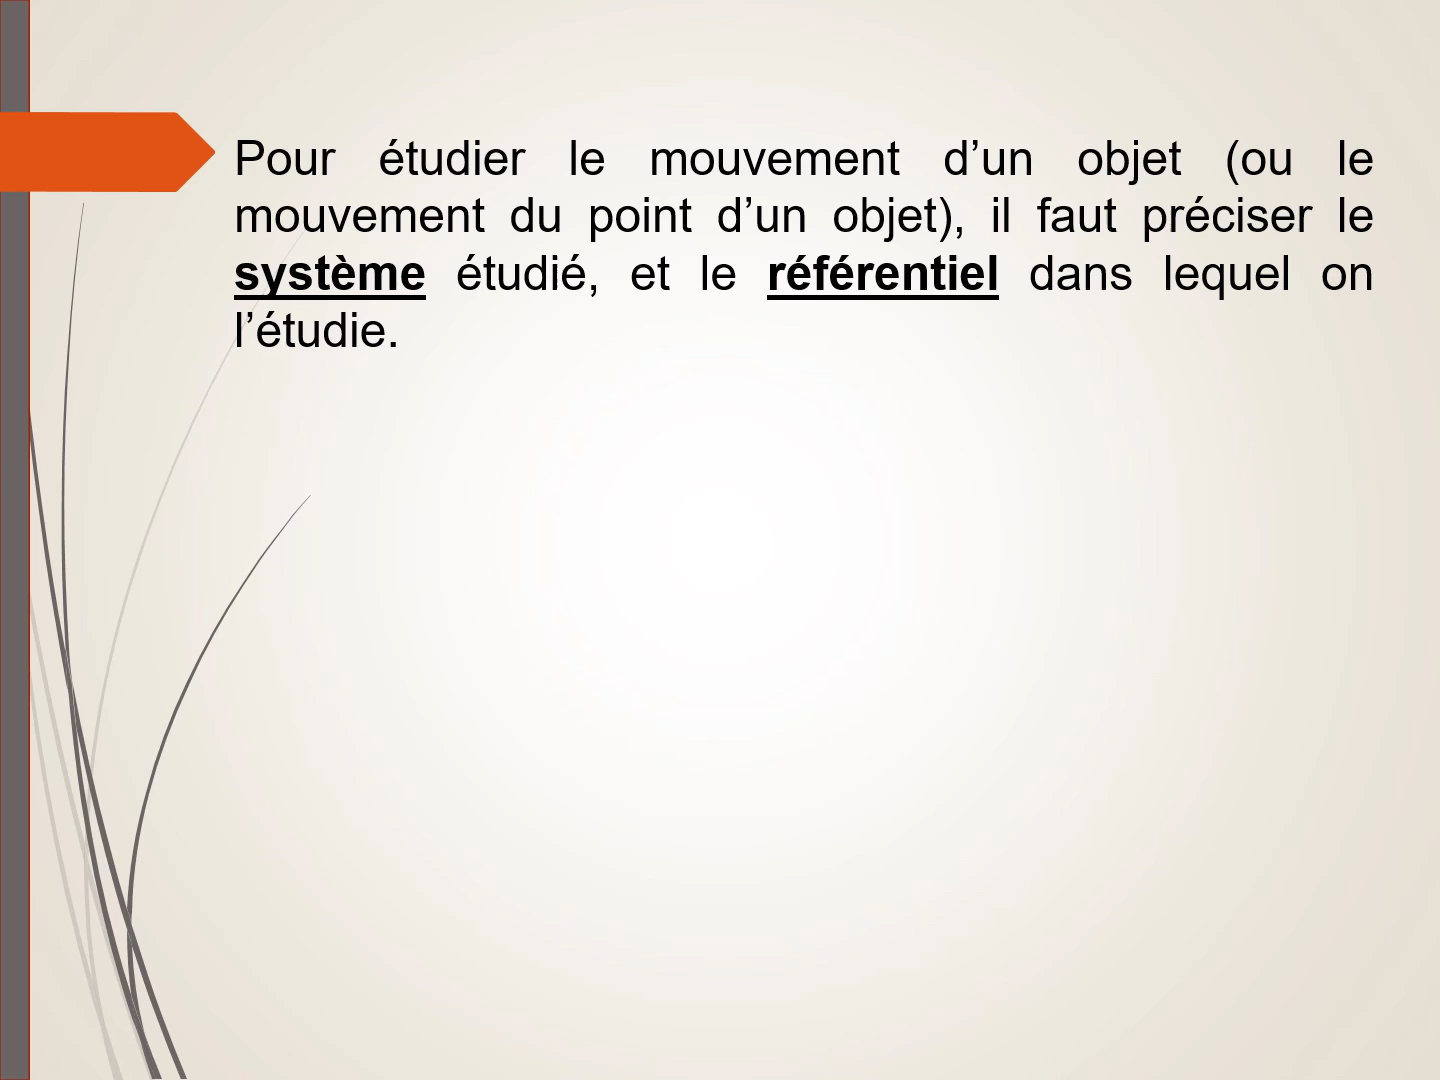 Pour étudier le mouvement d’un objet (ou le
mouvement du point d’un objet), il faut préciser le
système étudié, et le référentiel dans lequel on
l’étudie.